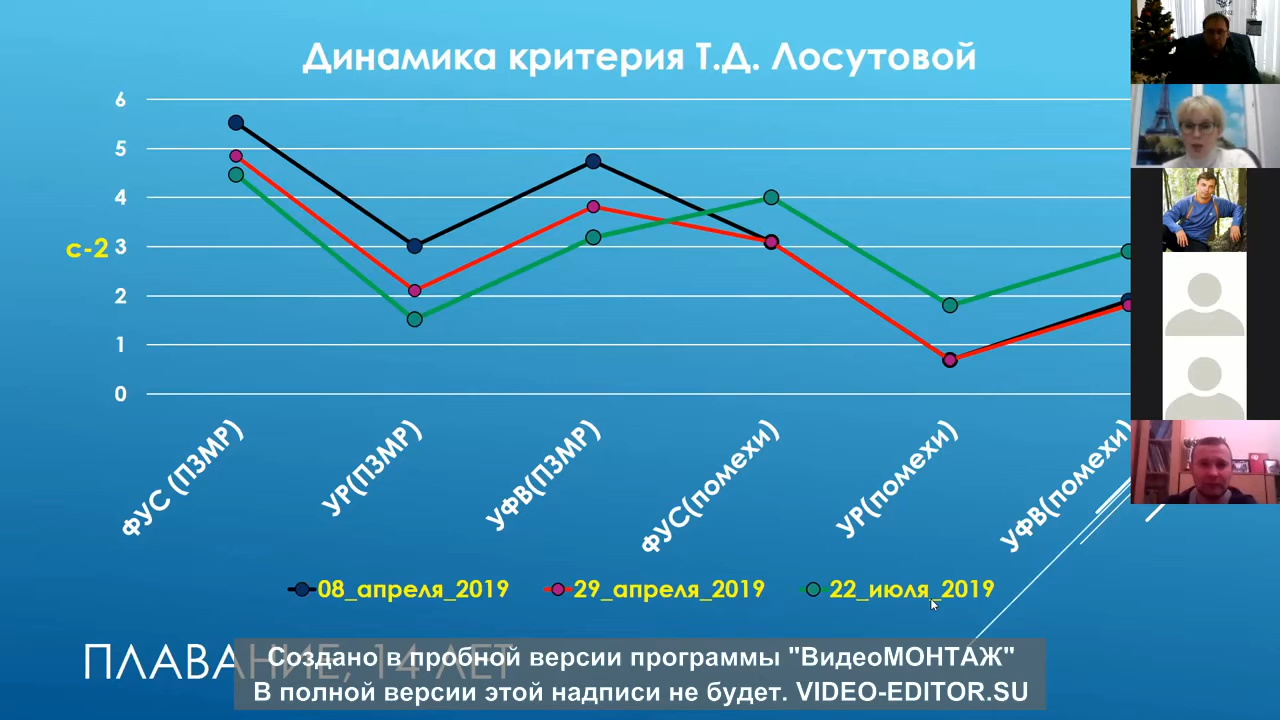 Динамика критерия Т.Д. Лосутовой
6
5
4
с-2 3
2
1
0
ФУС (ПЗМР)
УР(ПЗМР)
УФВ(ПЗМР)
ФУС(помехи)
УР(помехи)
УФВ(помехи)
08_апреля_2019
29_апреля_2019
22_июля_2019
ПЛАВАНИЕ, 14 ЛЕТ
Создано в пробной версии программы "ВидеоМОНТАЖ"
В полной версии этой надписи не будет. VIDEO-EDITOR.SU